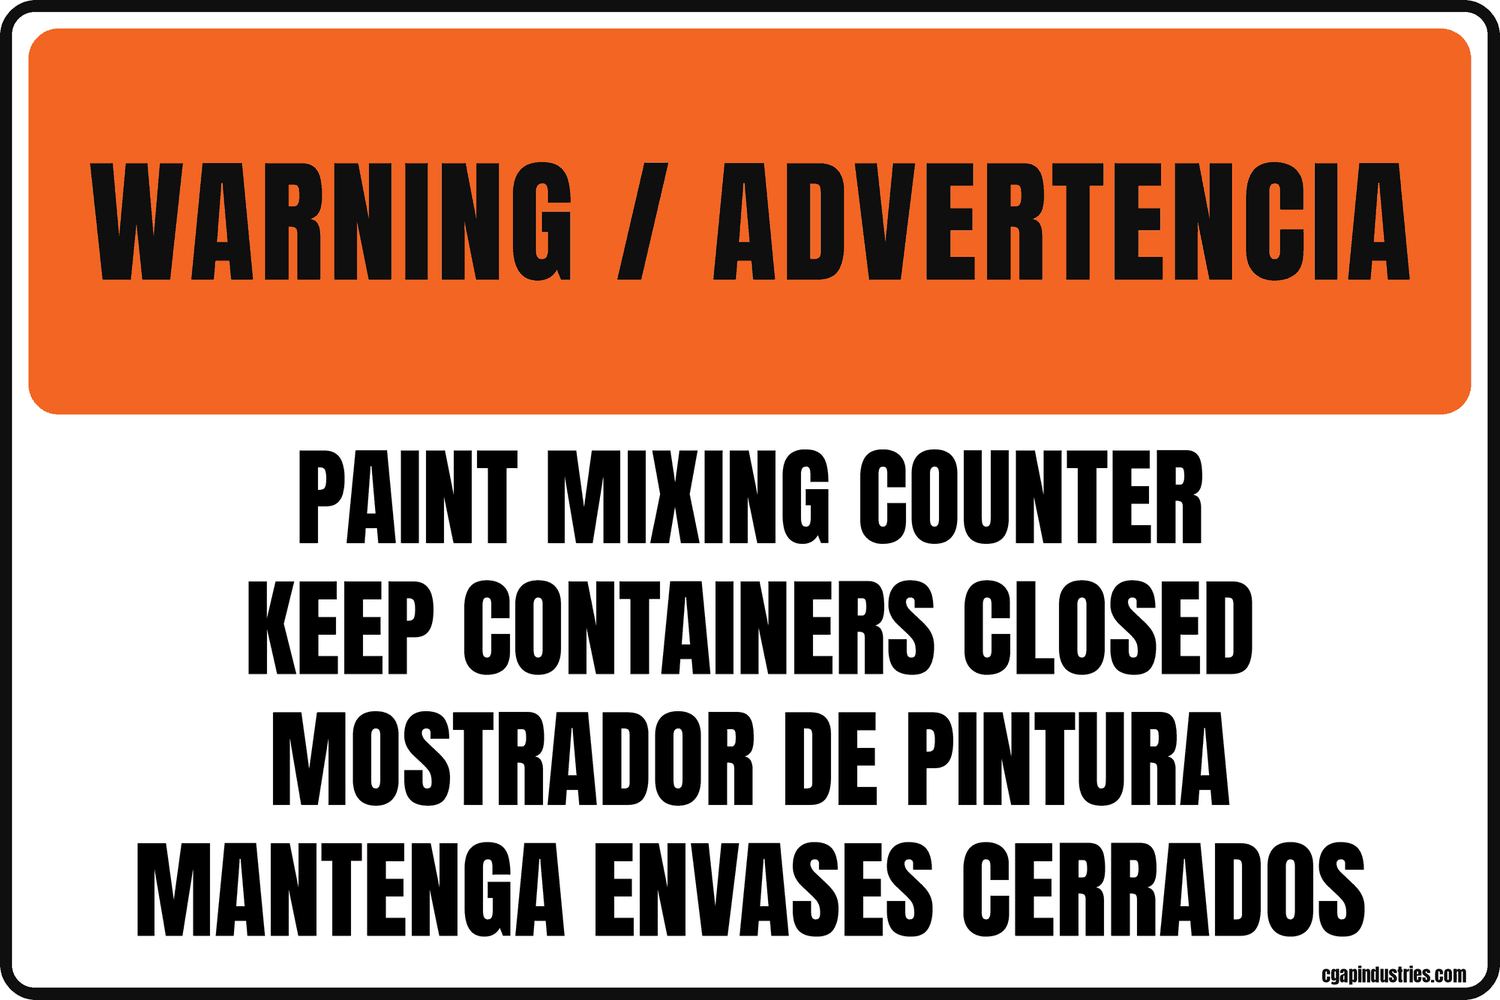 WARNING / ADVERTENCIA
PAINT MIXING COUNTER
KEEP CONTAINERS CLOSED
MOSTRADOR DE PINTURA
MANTENGA ENVASES CERRADOS
cgapindustries.com